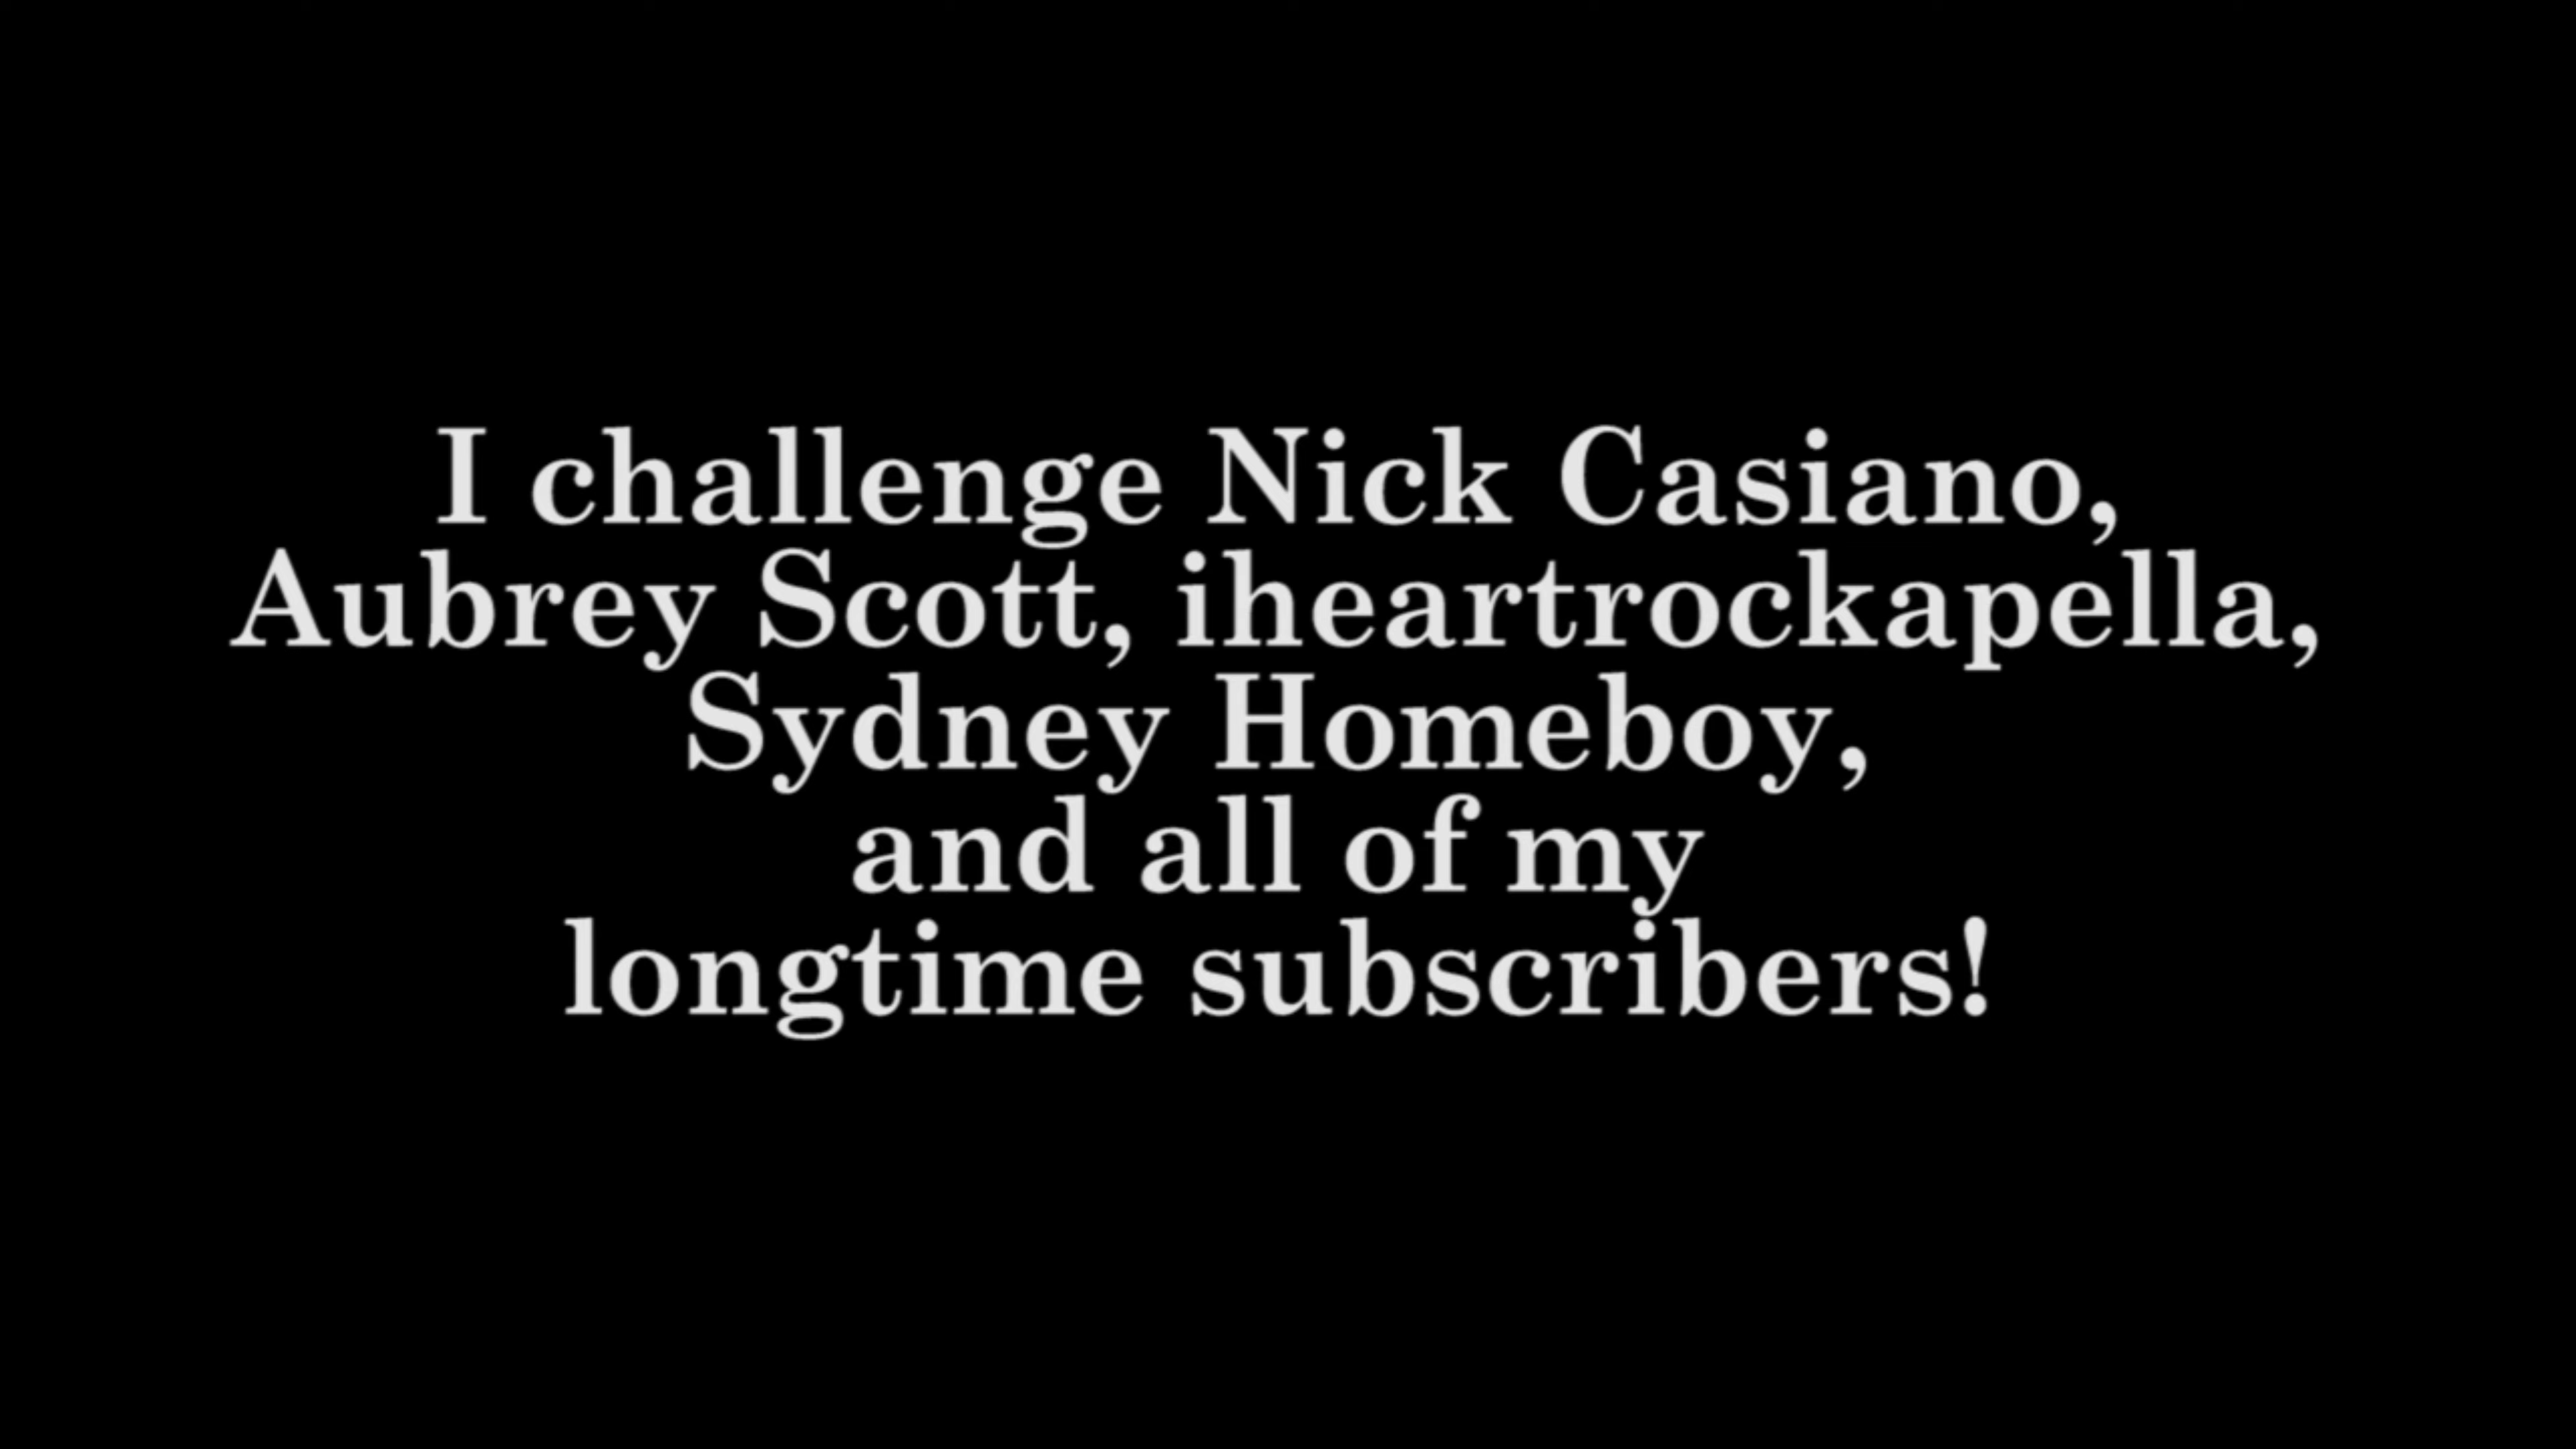 I challenge Nick Casiano,
Aubrey Scott, iheartrockapella,
Sydney Homeboy,
and all of my
longtime subscribers!